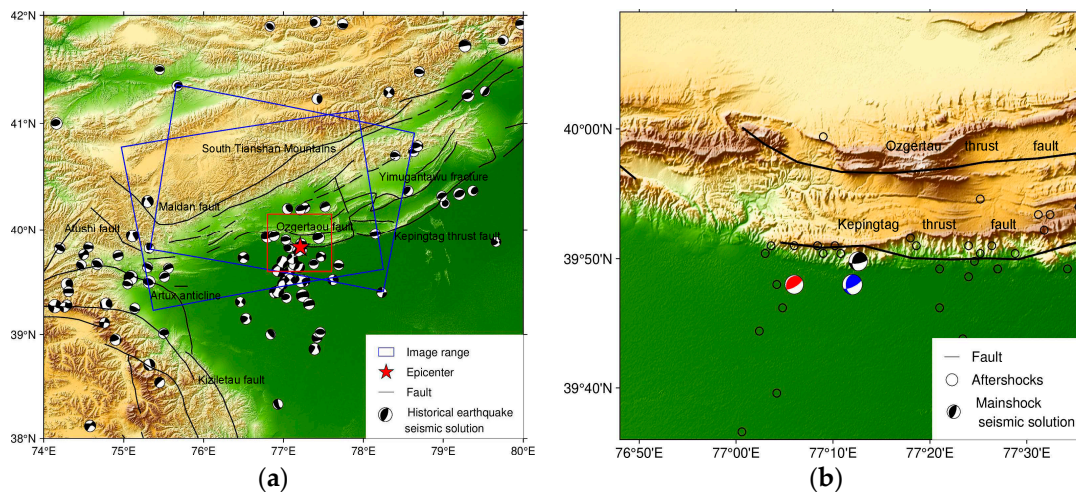 42°N
41°N
40°N
39°N
38°N
74°E
75°E
76°E
77°E
78°E
79°E
80°E
South Tianshan Mountains
Yimugantawu fracture
Maidan fault
Atushi fault
Ozgertaou fault
Kepingtag thrust fault
Artux anticline
Kiziletau fault
Image range
Epicenter
Fault
Historical earthquake
seismic solution
(a)
40°00'
39°50'
39°40'
76°50'E
77°00'E
77°10'E
77°20'E
77°30'E
Ozgertau thrust fault
Kepingtag thrust fault
Fault
Aftershocks
Mainshock
seismic solution
(b)